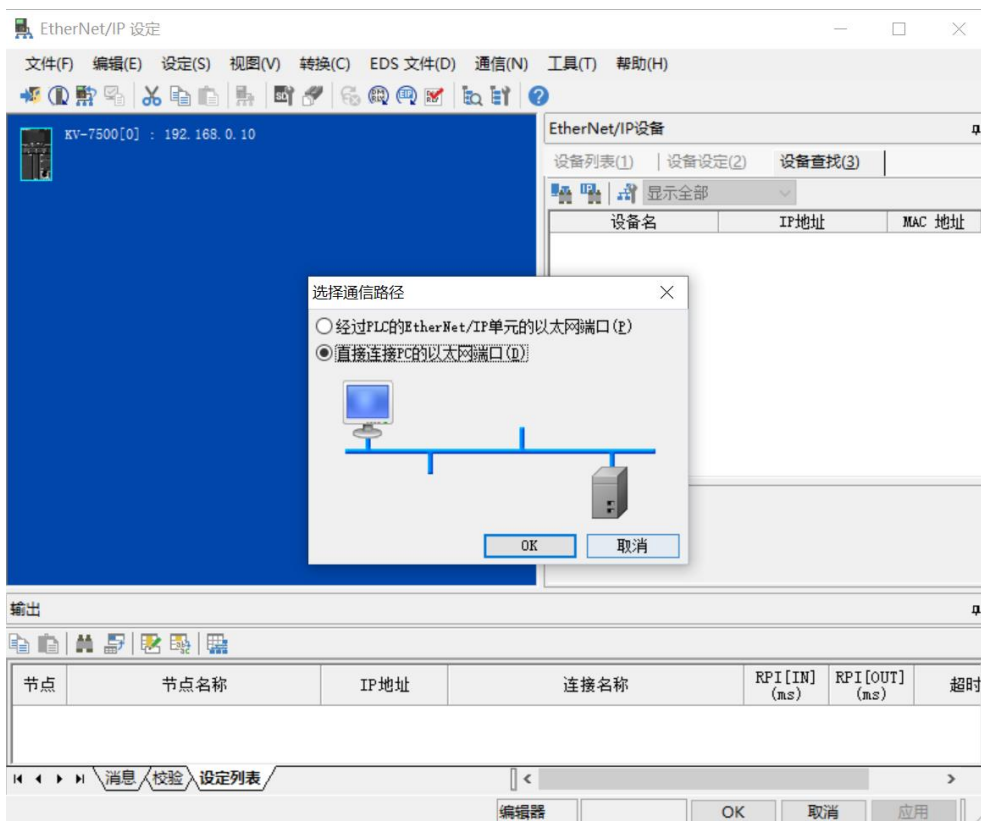 EtherNet/IP 设定
文件(F) 编辑(E) 设定(S) 视图(V) 转换(C) EDS 文件(D) 通信(N) 工具(T) 帮助(H)
KV-7500[0] : 192.168.0.10
EtherNet/IP设备
设备列表(1) 设备设定(2) 设备查找(3)
显示全部
设备名 IP地址 MAC 地址
选择通信路径
经过PLC的EtherNet/IP单元的以太网端口(P)
直接连接PC的以太网端口(D)
OK 取消
输出
节点 节点名称 IP地址 连接名称 RPI[IN] (ms) RPI[OUT] (ms) 超时
消息 校验 设定列表
编辑器 OK 取消 应用